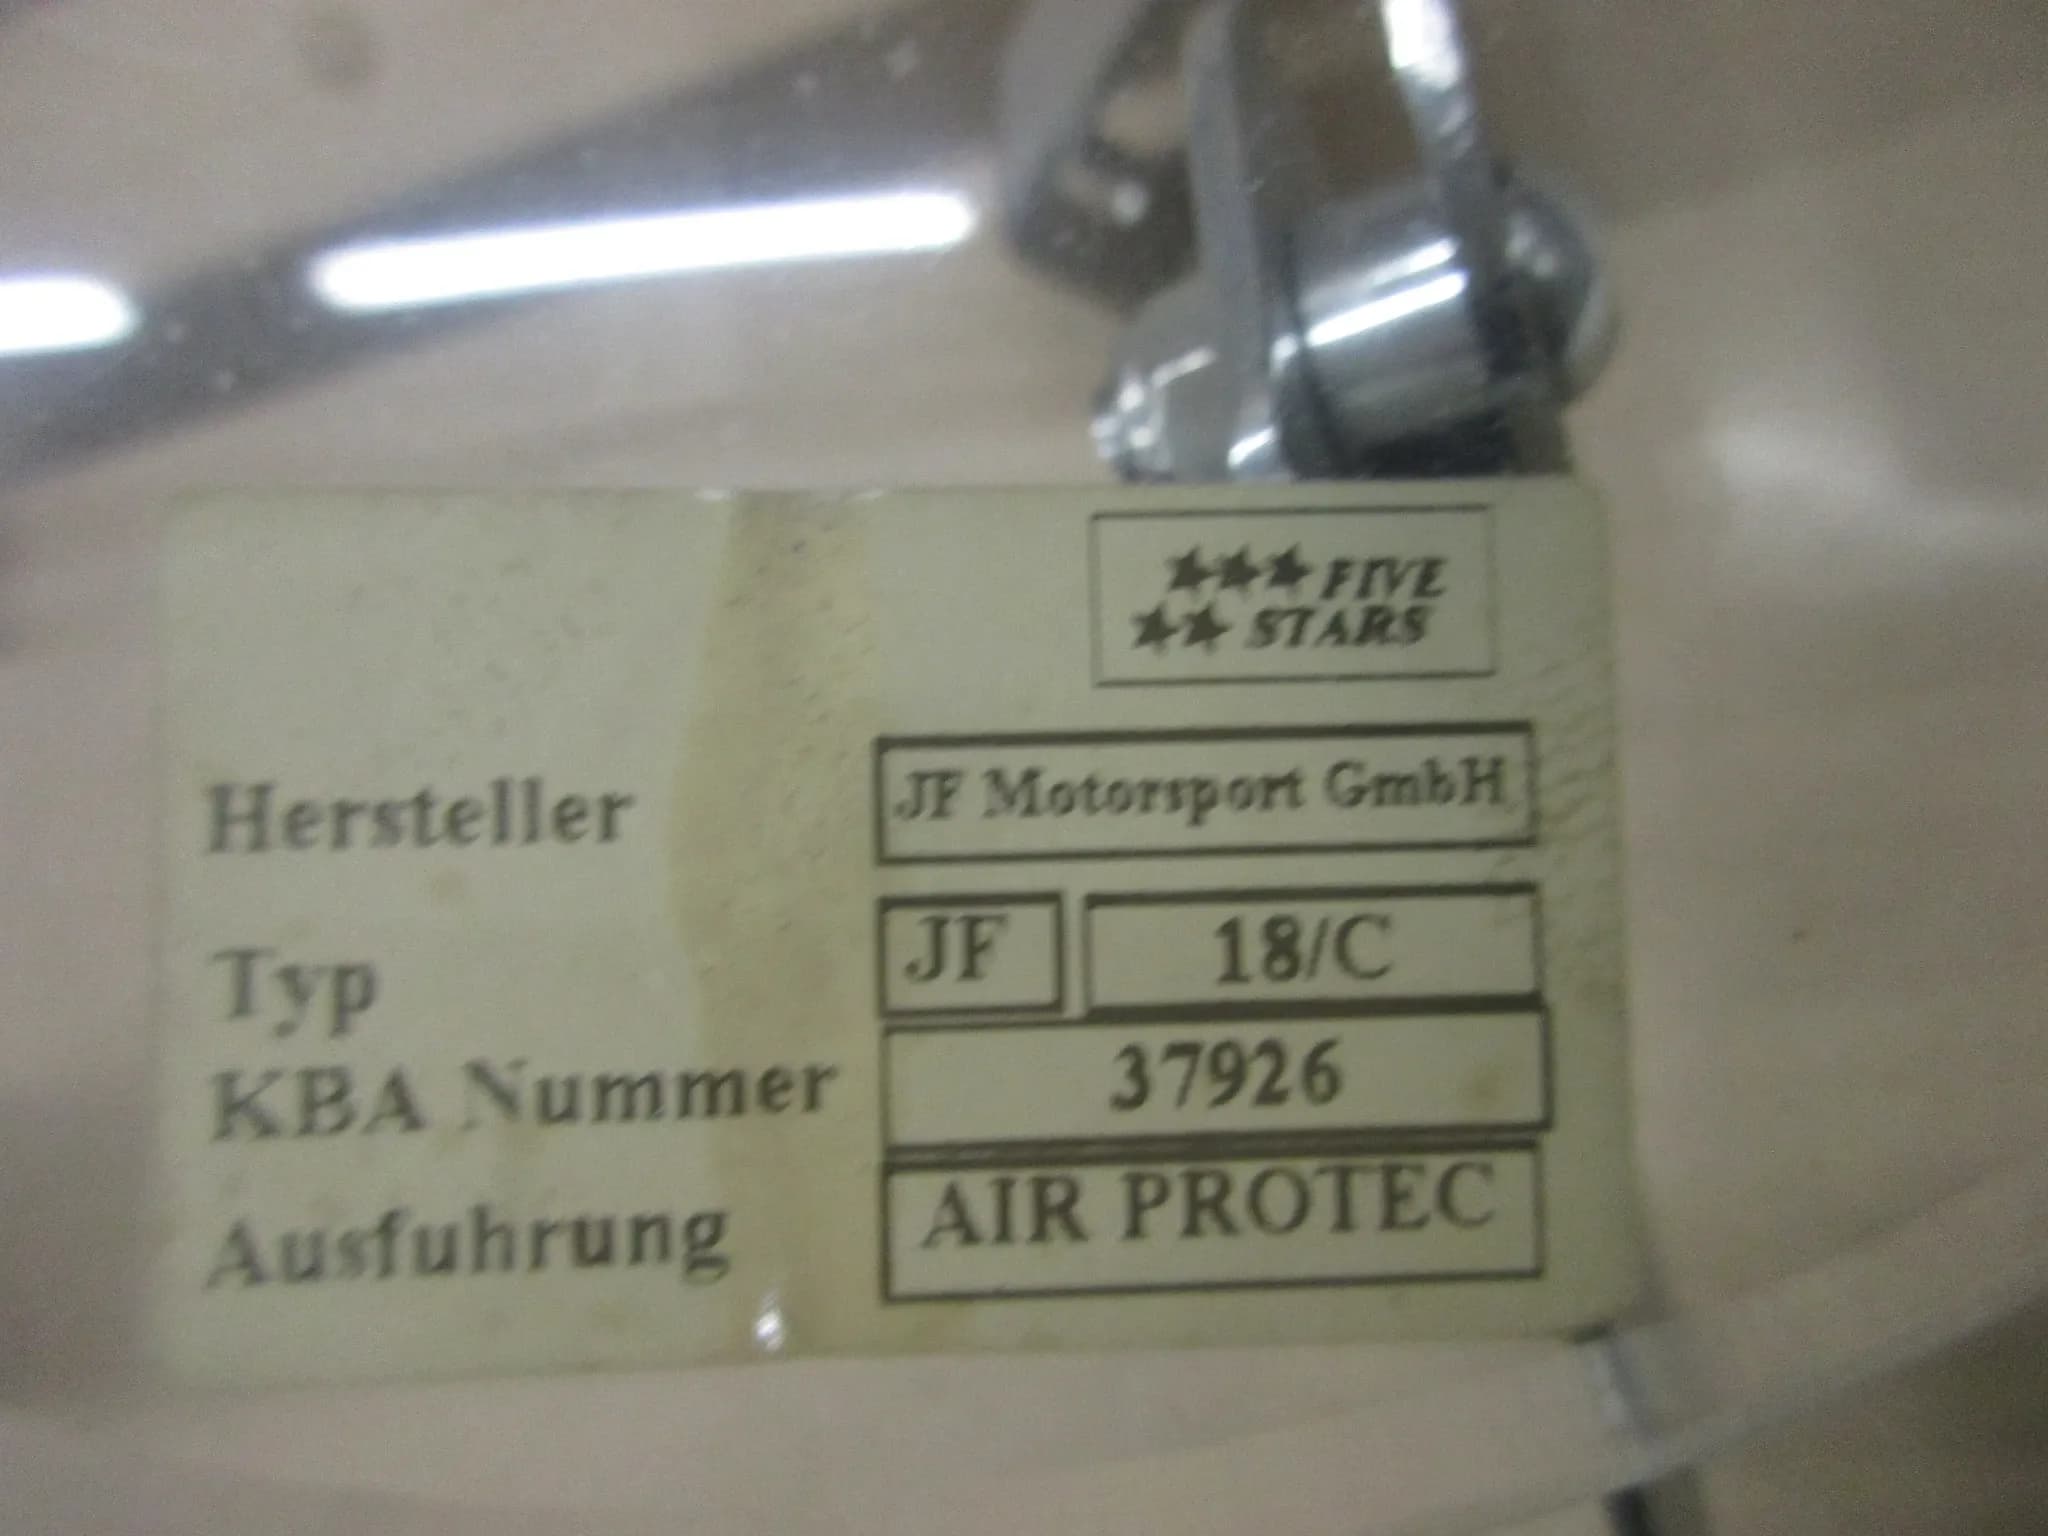 ★★★ FIVE
★★ STARS
Hersteller JF Motorsport GmbH
Typ JF 18/C
KBA Nummer 37926
Ausfuhrung AIR PROTEC